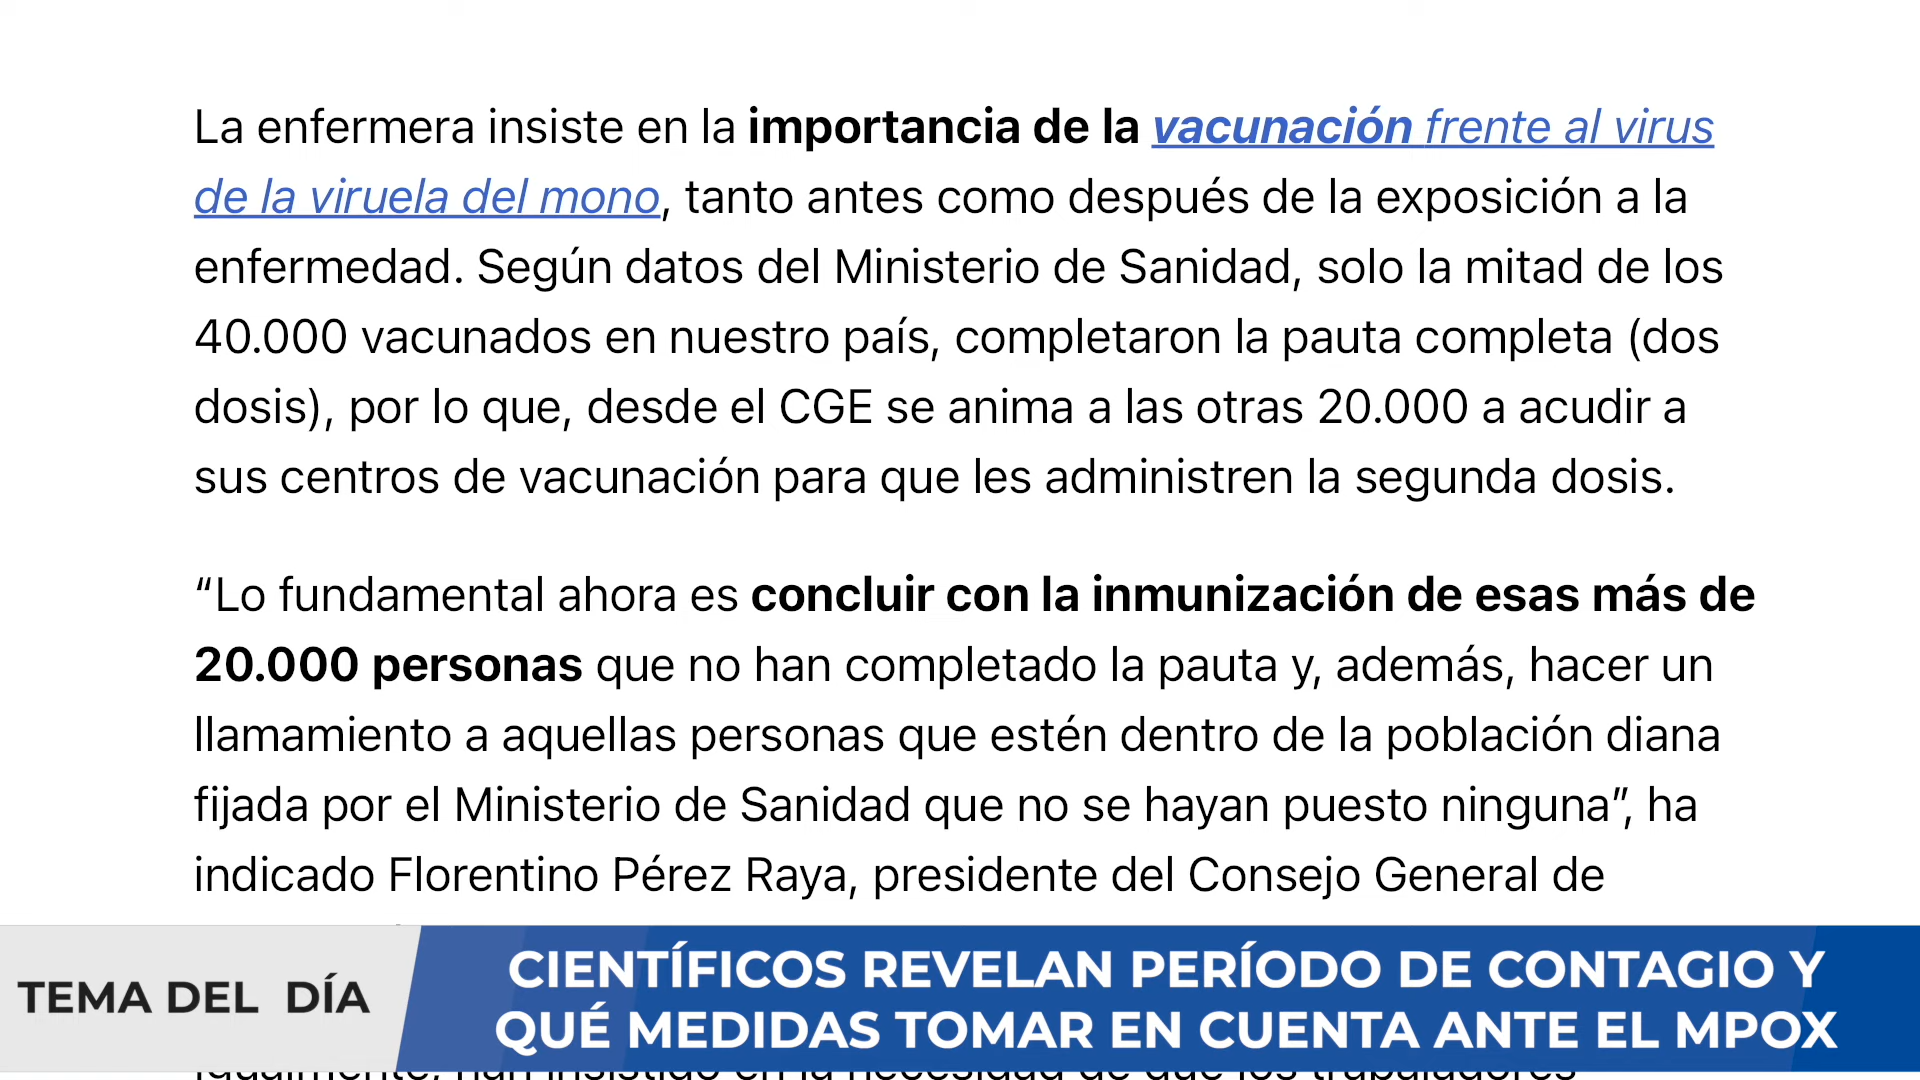 La enfermera insiste en la importancia de la vacunación frente al virus
de la viruela del mono, tanto antes como después de la exposición a la
enfermedad. Según datos del Ministerio de Sanidad, solo la mitad de los
40.000 vacunados en nuestro país, completaron la pauta completa (dos
dosis), por lo que, desde el CGE se anima a las otras 20.000 a acudir a
sus centros de vacunación para que les administren la segunda dosis.
“Lo fundamental ahora es concluir con la inmunización de esas más de
20.000 personas que no han completado la pauta y, además, hacer un
llamamiento a aquellas personas que estén dentro de la población diana
fijada por el Ministerio de Sanidad que no se hayan puesto ninguna”, ha
indicado Florentino Pérez Raya, presidente del Consejo General de
TEMA DEL DÍA
CIENTÍFICOS REVELAN PERÍODO DE CONTAGIO Y
QUÉ MEDIDAS TOMAR EN CUENTA ANTE EL MPOX